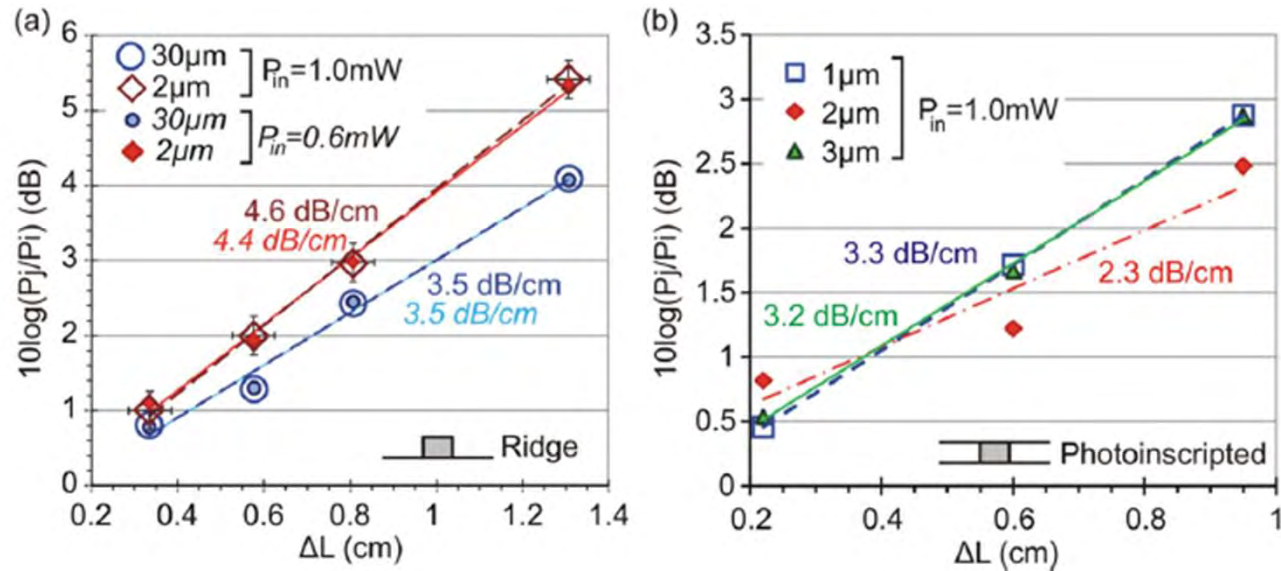 (a)
10log(Pj/Pi) (dB)
6
5
4
3
2
1
0
30µm
2µm
Pin=1.0mW
30µm
2µm
Pin=0.6mW
4.6 dB/cm
4.4 dB/cm
3.5 dB/cm
3.5 dB/cm
Ridge
0.2 0.4 0.6 0.8 1 1.2 1.4
ΔL (cm)
(b)
10log(Pj/Pi) (dB)
3.5
3
2.5
2
1.5
1
0.5
0
1µm
2µm
3µm
Pin=1.0mW
3.3 dB/cm
2.3 dB/cm
3.2 dB/cm
Photoinscripted
0.2 0.4 0.6 0.8 1
ΔL (cm)